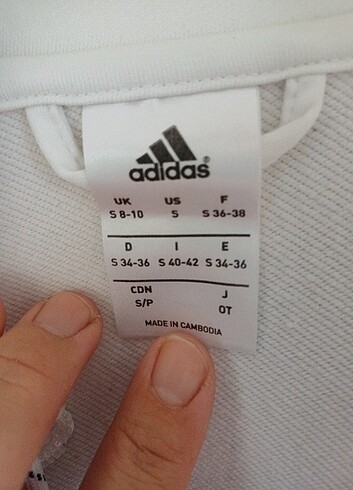 adidas®
UK US F
S 8-10 S S 36-38
D I E
S 34-36 S 40-42 S 34-36
CDN J
S/P OT
MADE IN CAMBODIA